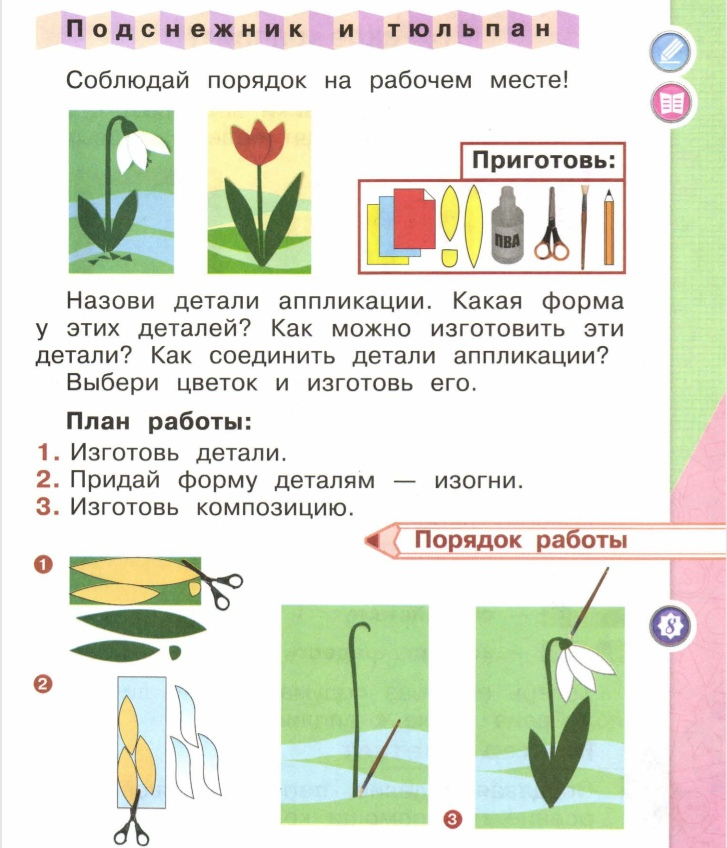 Подснежник и тюльпан
Соблюдай порядок на рабочем месте!
Приготовь:
ПВА
Назови детали аппликации. Какая форма
у этих деталей? Как можно изготовить эти
детали? Как соединить детали аппликации?
Выбери цветок и изготовь его.
План работы:
1. Изготовь детали.
2. Придай форму деталям — изогни.
3. Изготовь композицию.
Порядок работы
1
2
3